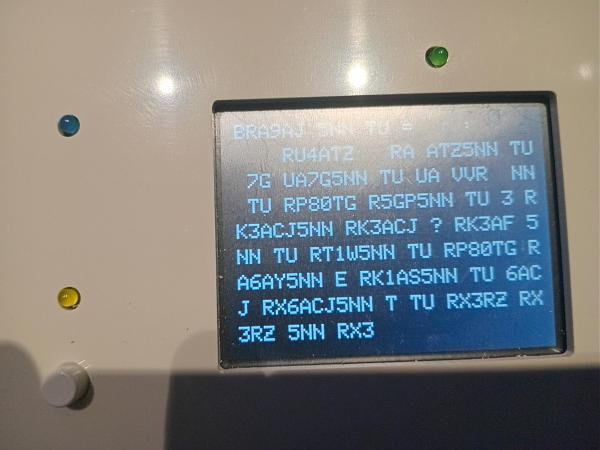 BRA9AJ 5NN TU =
RU4ATZ RA ATZ5NN TU
7G UA7G5NN TU UA VVR NN
TU RP80TG R5GP5NN TU 3 R
K3ACJ5NN RK3ACJ ? RK3AF 5
NN TU RT1W5NN TU RP80TG R
A6AY5NN E RK1AS5NN TU 6AC
J RX6ACJ5NN T TU RX3RZ RX
3RZ 5NN RX3